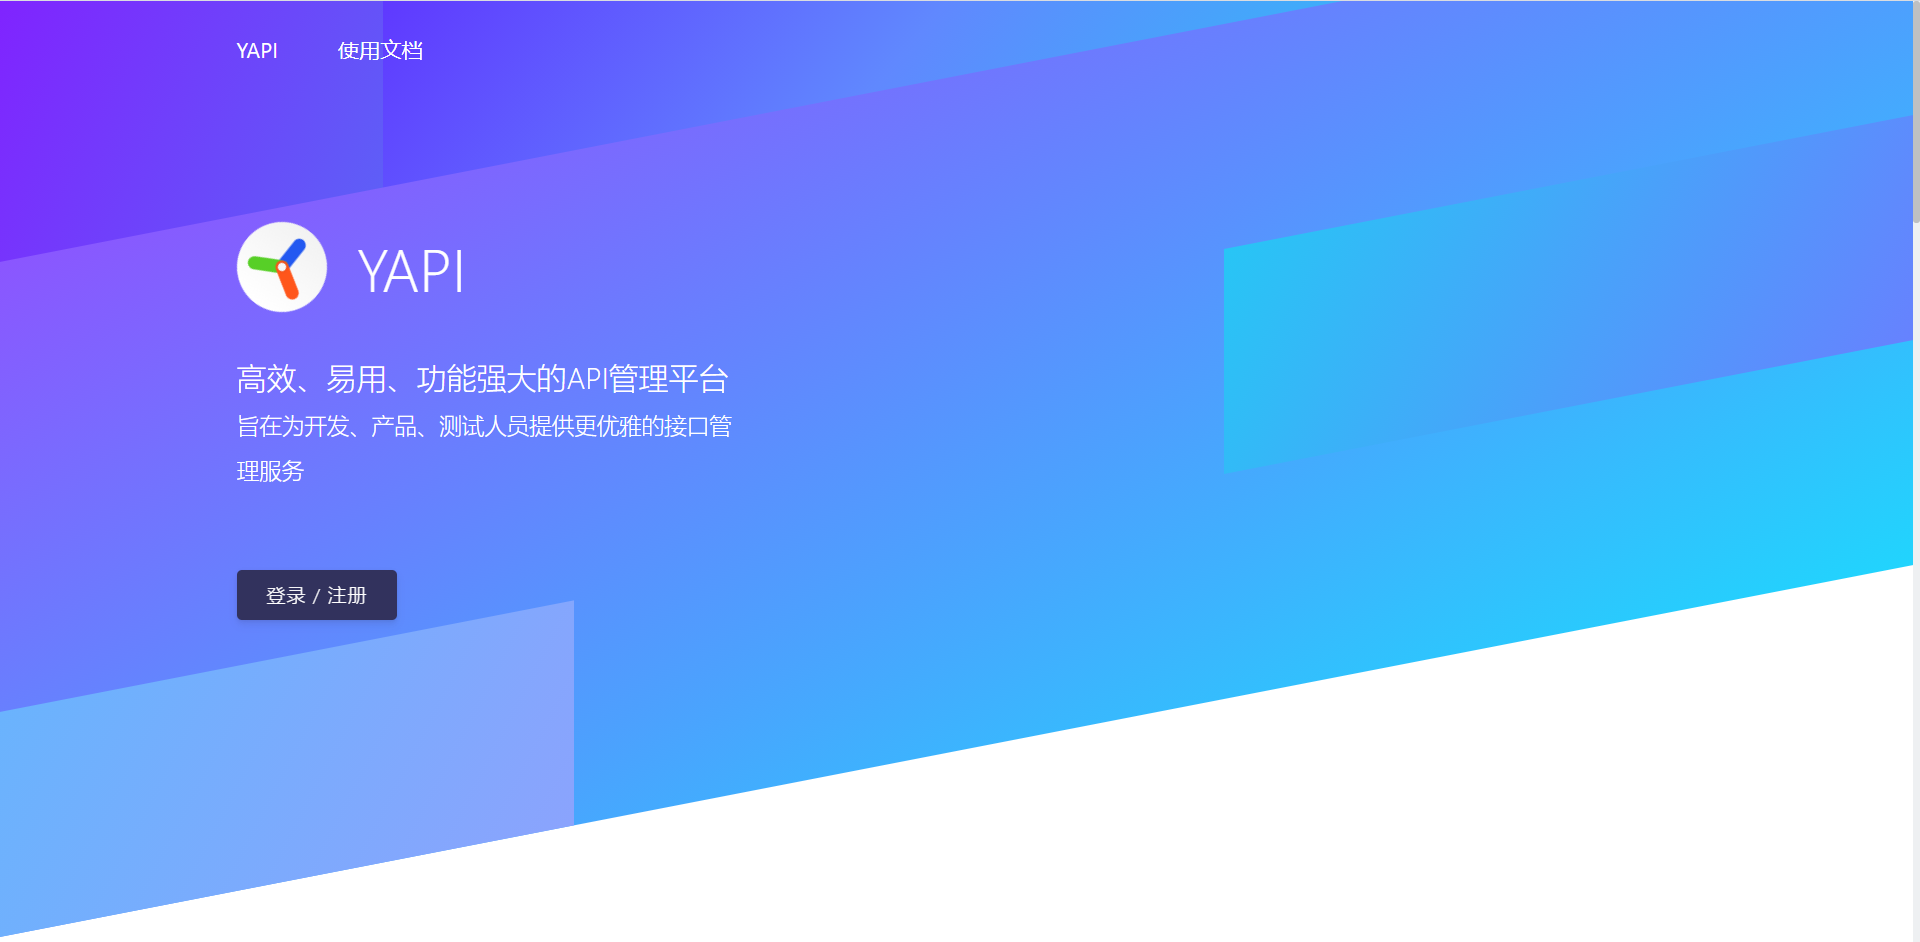 YAPI 使用文档
YAPI
高效、易用、功能强大的API管理平台
旨在为开发、产品、测试人员提供更优雅的接口管
理服务
登录 / 注册